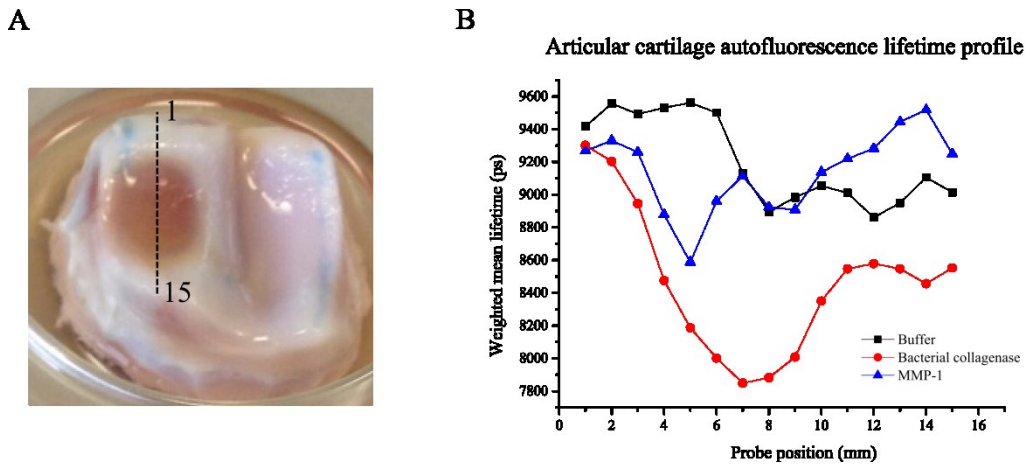 A
1
15
B
Articular cartilage autofluorescence lifetime profile
Weighted mean lifetime (ps)
9600
9400
9200
9000
8800
8600
8400
8200
8000
7800
Buffer
Bacterial collagenase
MMP-1
0 2 4 6 8 10 12 14 16
Probe position (mm)